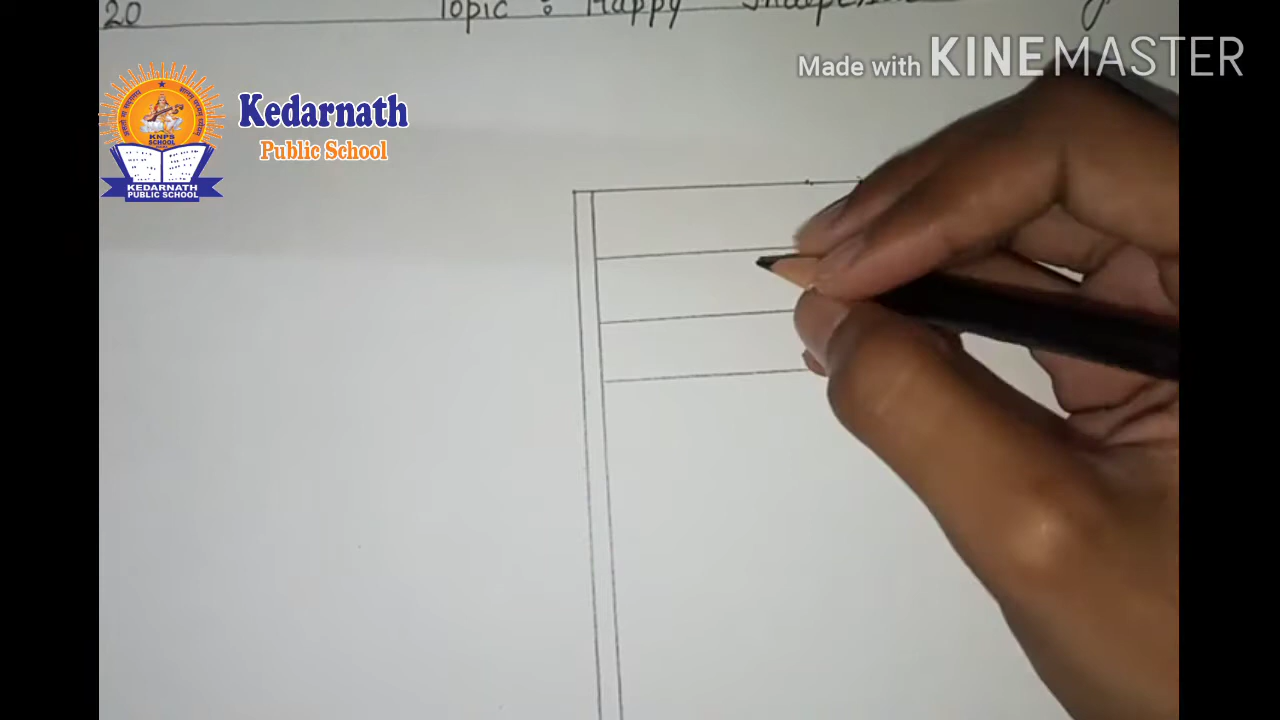 20 Topic : Happy
Made with KINEMASTER
Kedarnath
Public School
KNPS
SCHOOL
KEDARNATH
PUBLIC SCHOOL